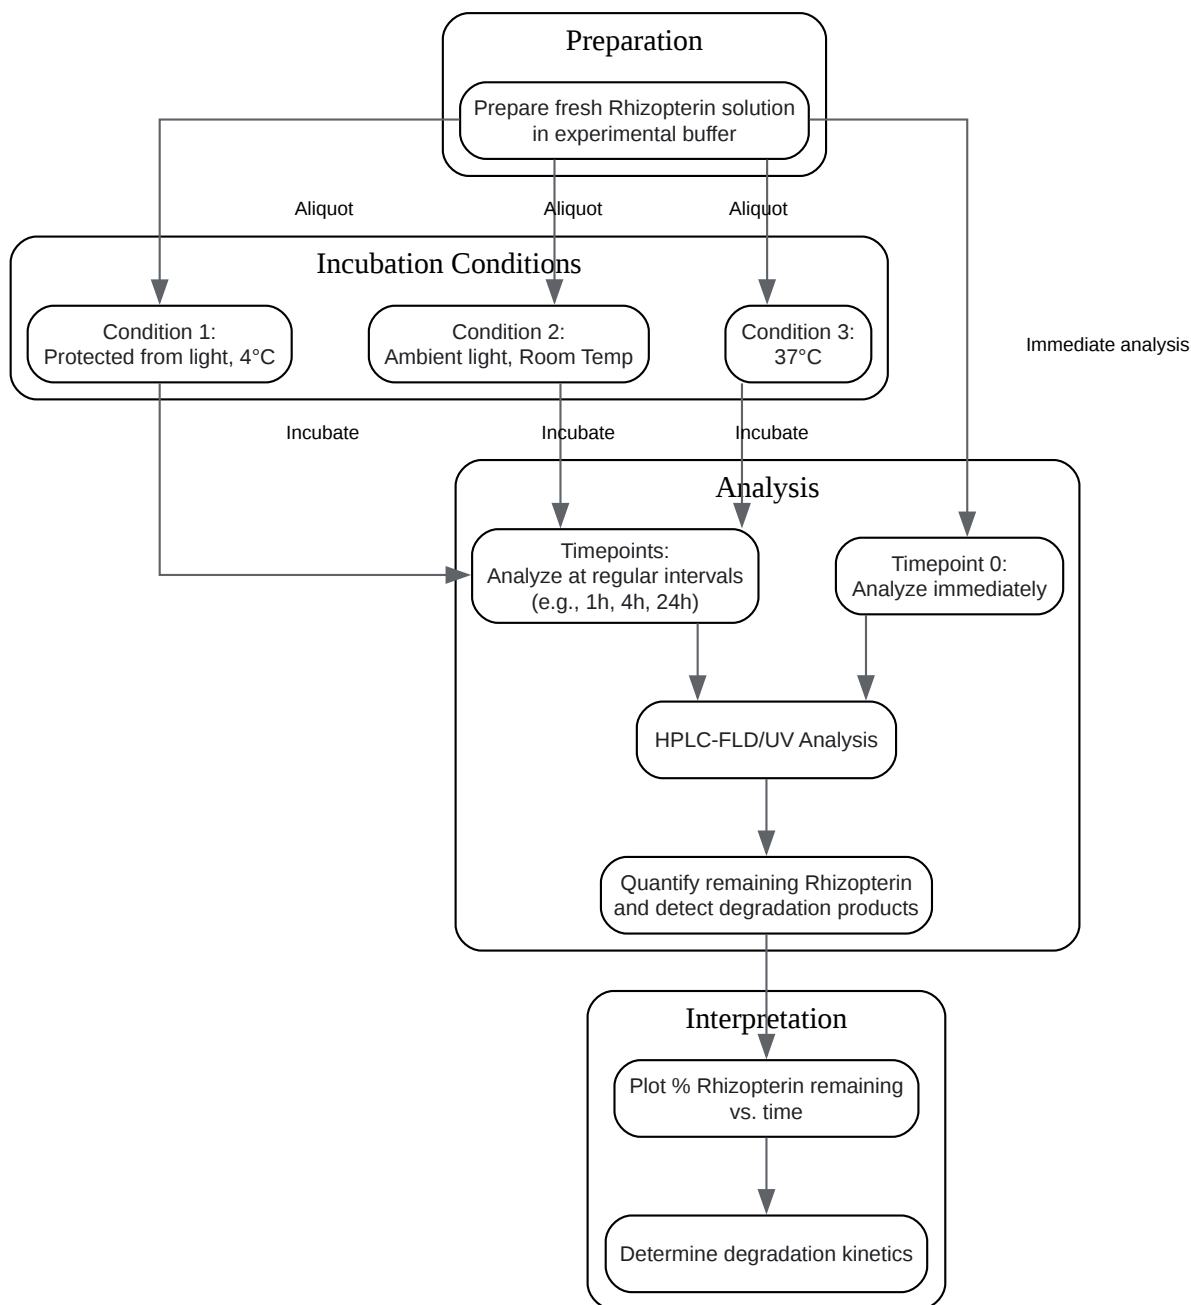 Preparation
Prepare fresh Rhizopterin solution
in experimental buffer
Aliquot
Aliquot
Aliquot
Incubation Conditions
Condition 1:
Protected from light, 4°C
Condition 2:
Ambient light, Room Temp
Condition 3:
37°C
Immediate analysis
Incubate
Incubate
Incubate
Analysis
Timepoints:
Analyze at regular intervals
(e.g., 1h, 4h, 24h)
Timepoint 0:
Analyze immediately
HPLC-FLD/UV Analysis
Quantify remaining Rhizopterin
and detect degradation products
Interpretation
Plot % Rhizopterin remaining
vs. time
Determine degradation kinetics